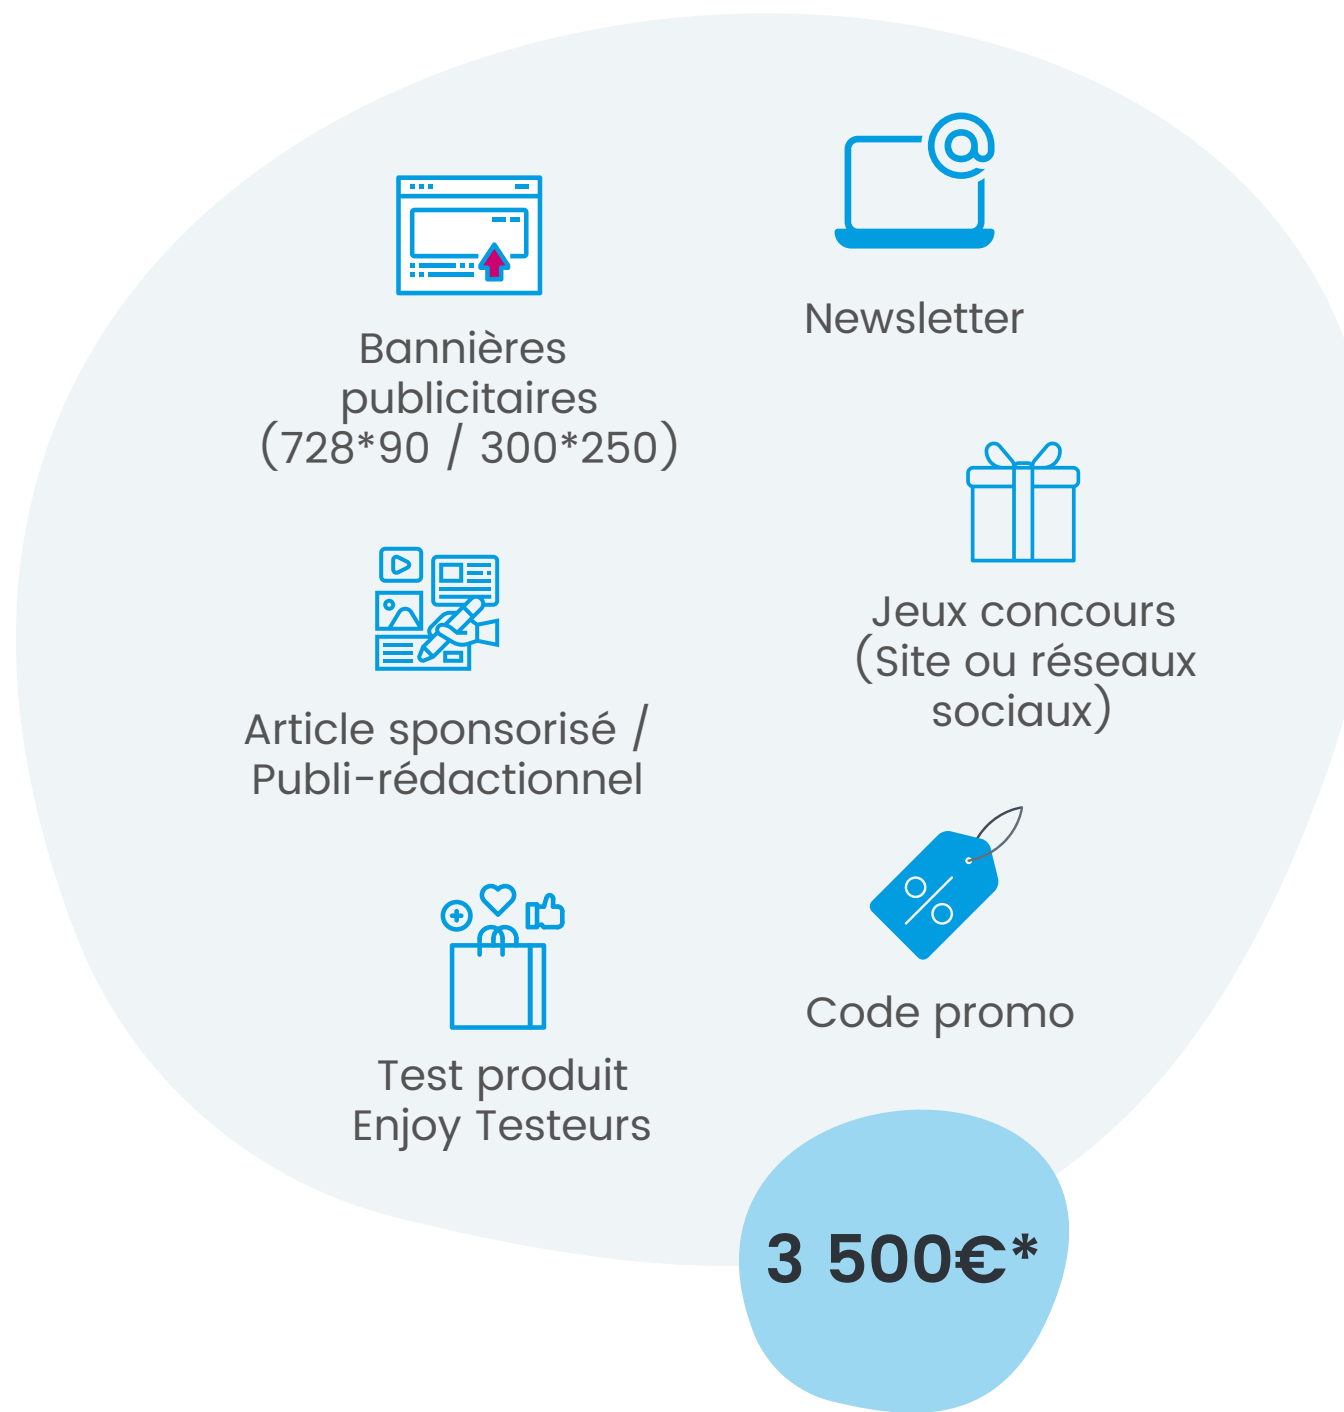 Bannières
publicitaires
(728*90 / 300*250)
Newsletter
Article sponsorisé /
Publi-rédactionnel
Jeux concours
(Site ou réseaux
sociaux)
Test produit
Enjoy Testeurs
Code promo
3 500€*